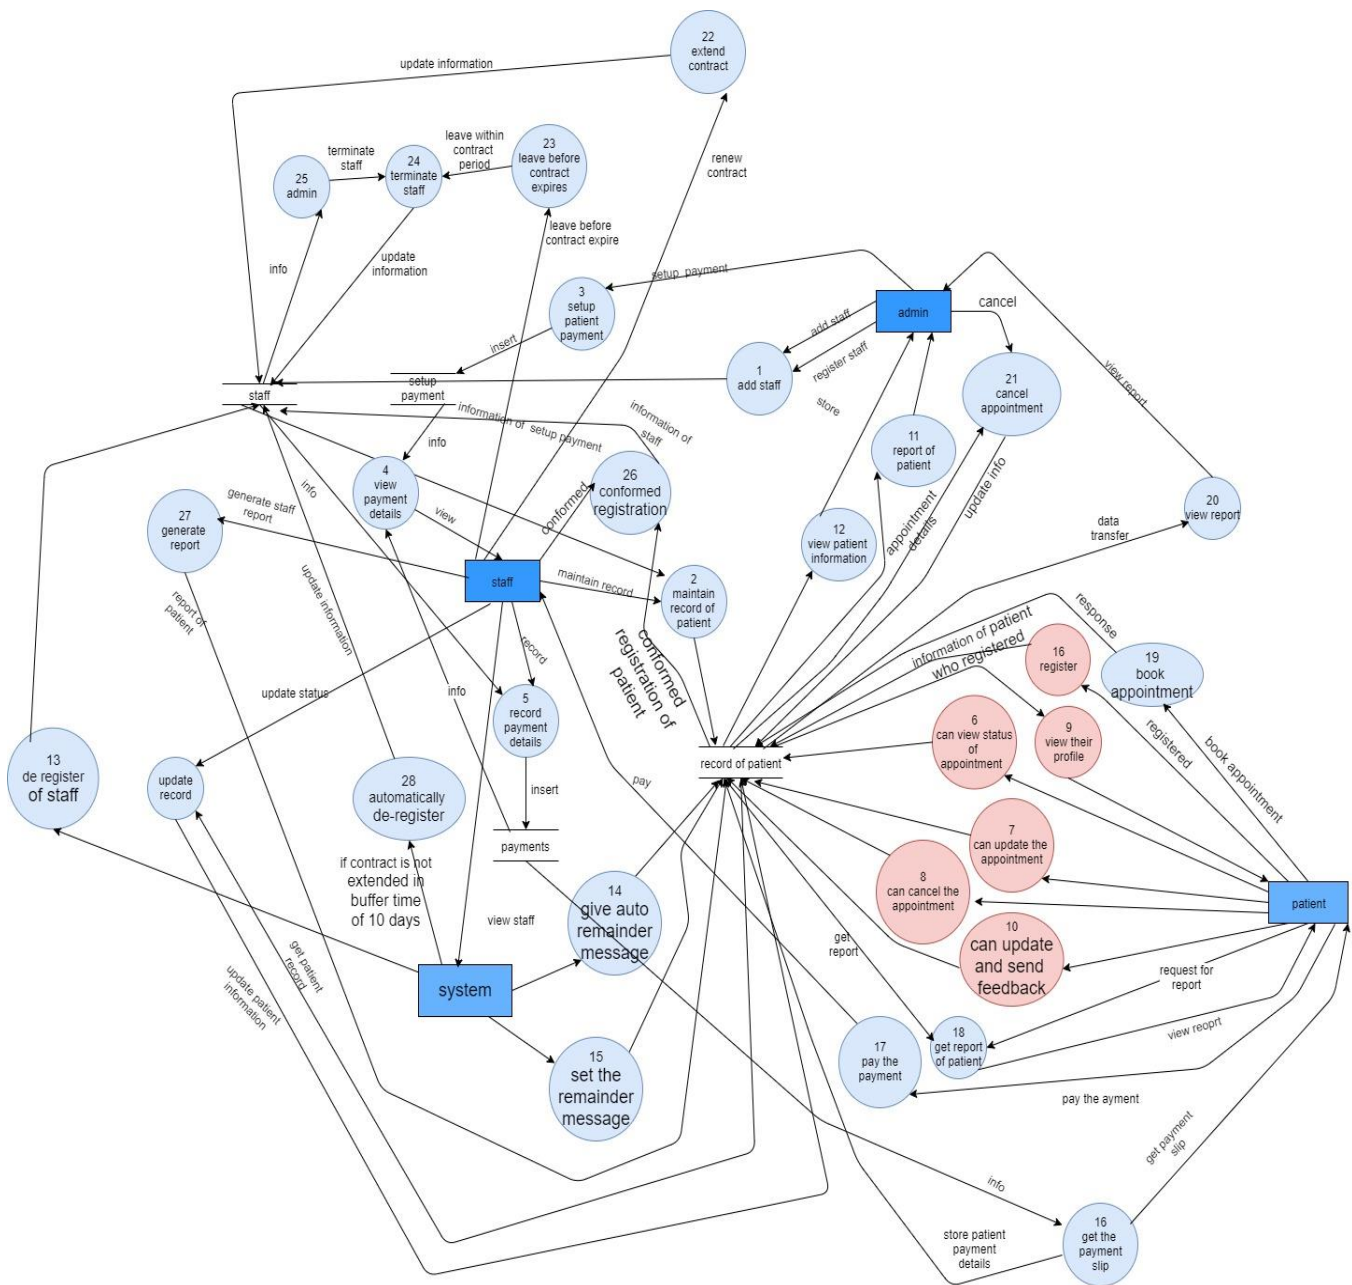 22
extend
contract
update information
terminate
staff
leave within
contract
period
23
leave before
contract
expires
24
terminate
staff
25
admin
renew
contract
leave before
contract expire
info
update
information
setup payment
3
setup
patient
payment
admin
cancel
add staff
register staff
insert
1
add staff
view report
21
cancel
appointment
setup
payment
staff
store
information of setup payment
information of
staff
info
11
report of
patient
4
view
payment
details
26
conformed
registration
info
generate staff
report
27
generate
report
view
conformed
appointment
details
update info
20
view report
data
transfer
12
view patient
information
staff
maintain record
2
maintain
record of
patient
update information
report of
patient
response
information of patient
who registered
16
register
19
book
appointment
conformed
registration of
patient
record
update status
info
5
record
payment
details
6
can view status
of
appointment
9
view their
profile
registered
book appointment
13
de register
of staff
update
record
28
automatically
de-register
record of patient
pay
insert
payments
7
can update the
appointment
if contract is not
extended in
buffer time
of 10 days
8
can cancel the
appointment
patient
14
give auto
remainder
message
view staff
get
report
10
can update
and send
feedback
get patient
record
update patient
information
system
request for
report
view reoprt
18
get report
of patient
17
pay the
payment
15
set the
remainder
message
pay the ayment
get payment
slip
info
16
get the
payment
slip
store patient
payment
details